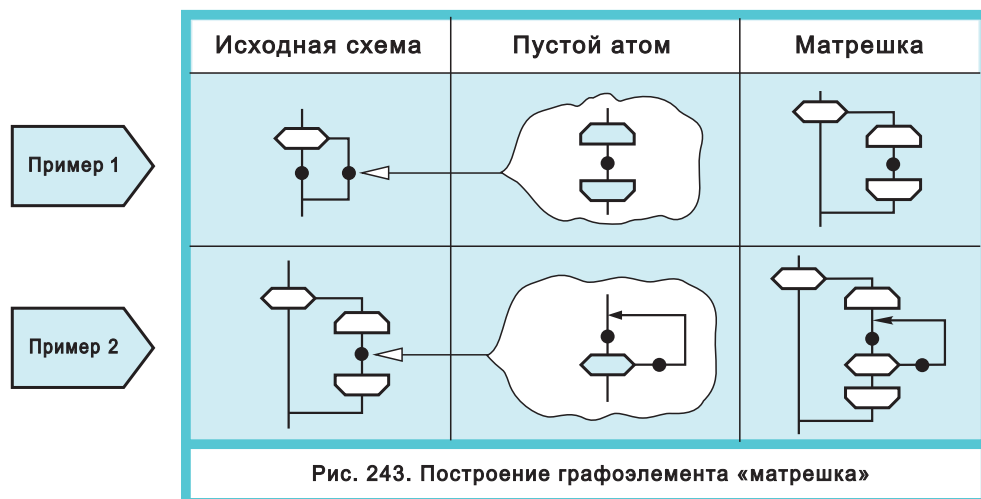 Исходная схема
Пустой атом
Матрешка
Пример 1
Пример 2
Рис. 243. Построение графоэлемента «матрешка»